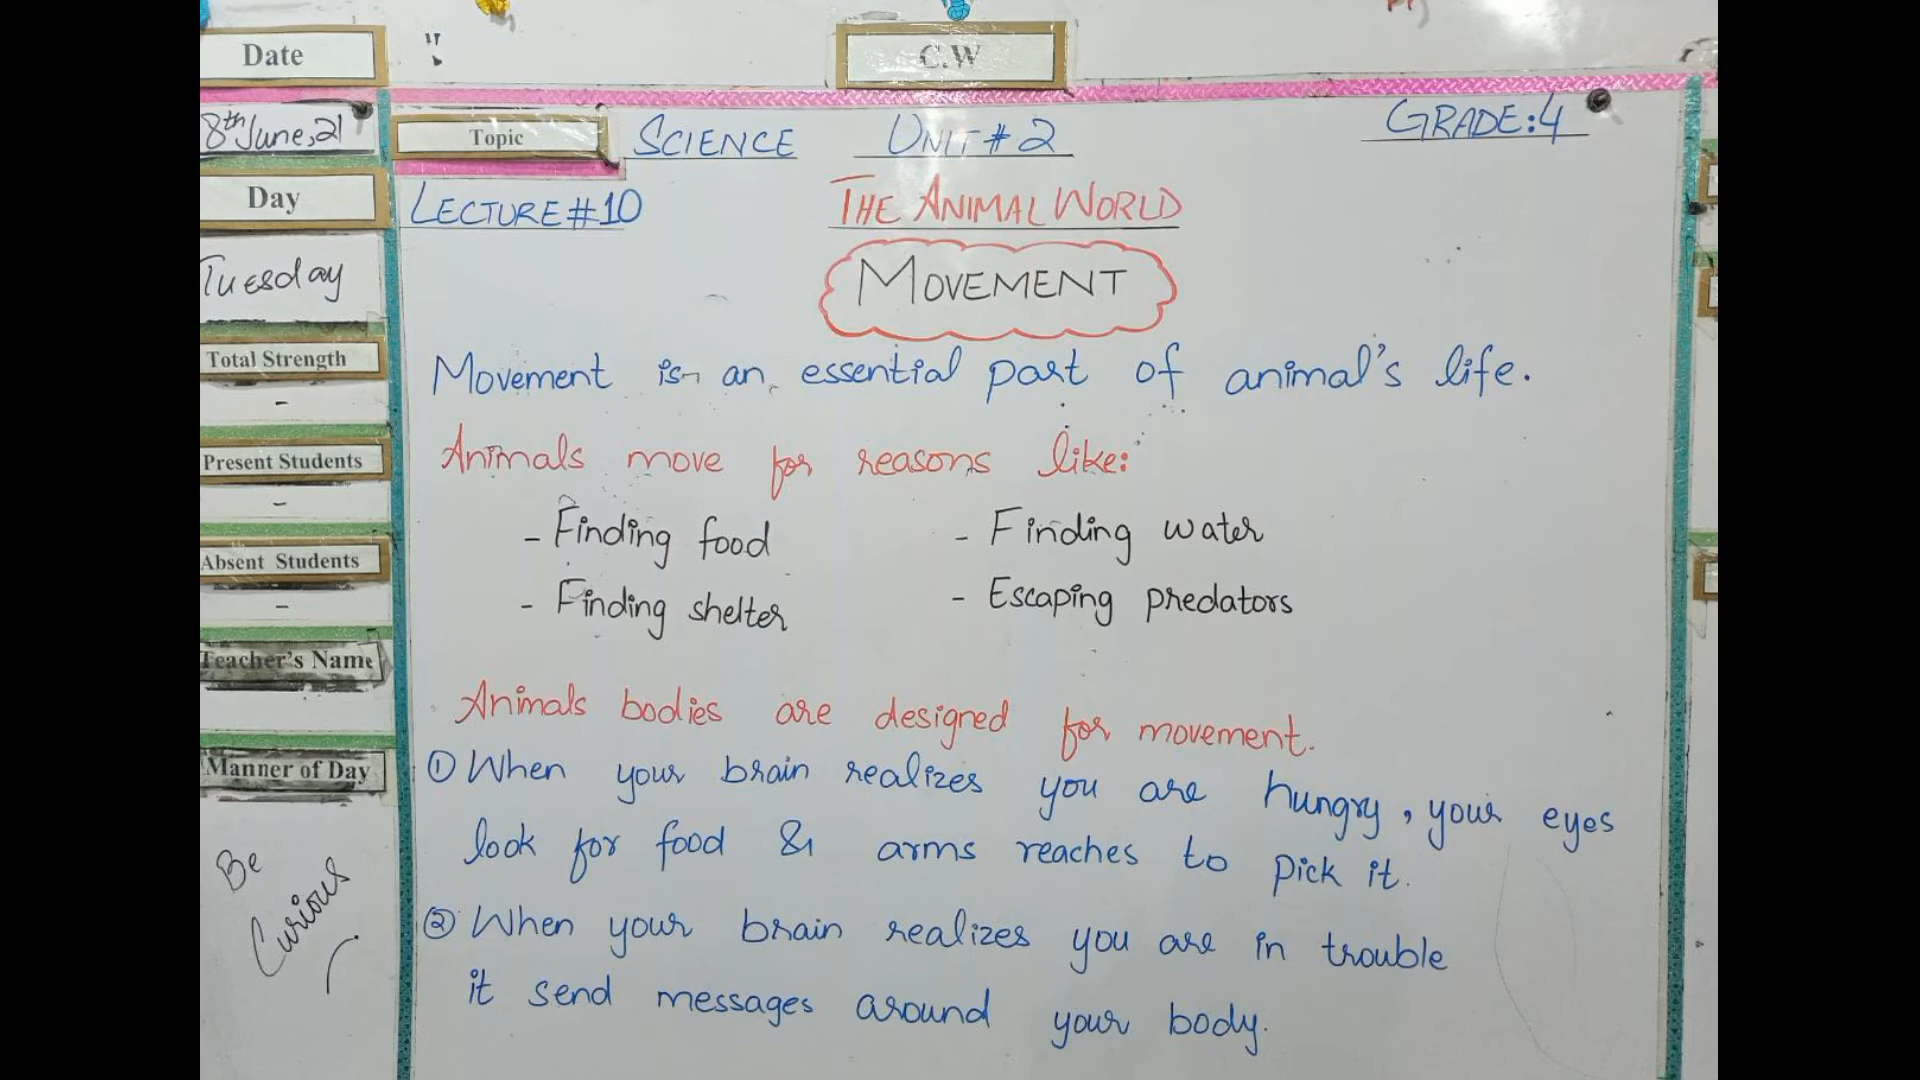 Date
C.W
8th June, 21
Topic
SCIENCE UNIT # 2
GRADE: 4
Day
LECTURE # 10
THE ANIMAL WORLD
Tuesday
MOVEMENT
Total Strength
-
Movement is an essential part of animal's life.
Present Students
-
Animals move for reasons like:
- Finding food - Finding water
Absent Students
-
- Finding shelter - Escaping predators
Teacher's Name
Animals bodies are designed for movement.
Manner of Day
① When your brain realizes you are hungry, your eyes
look for food & arms reaches to pick it.
Be
Curious
② When your brain realizes you are in trouble
it send messages around your body.